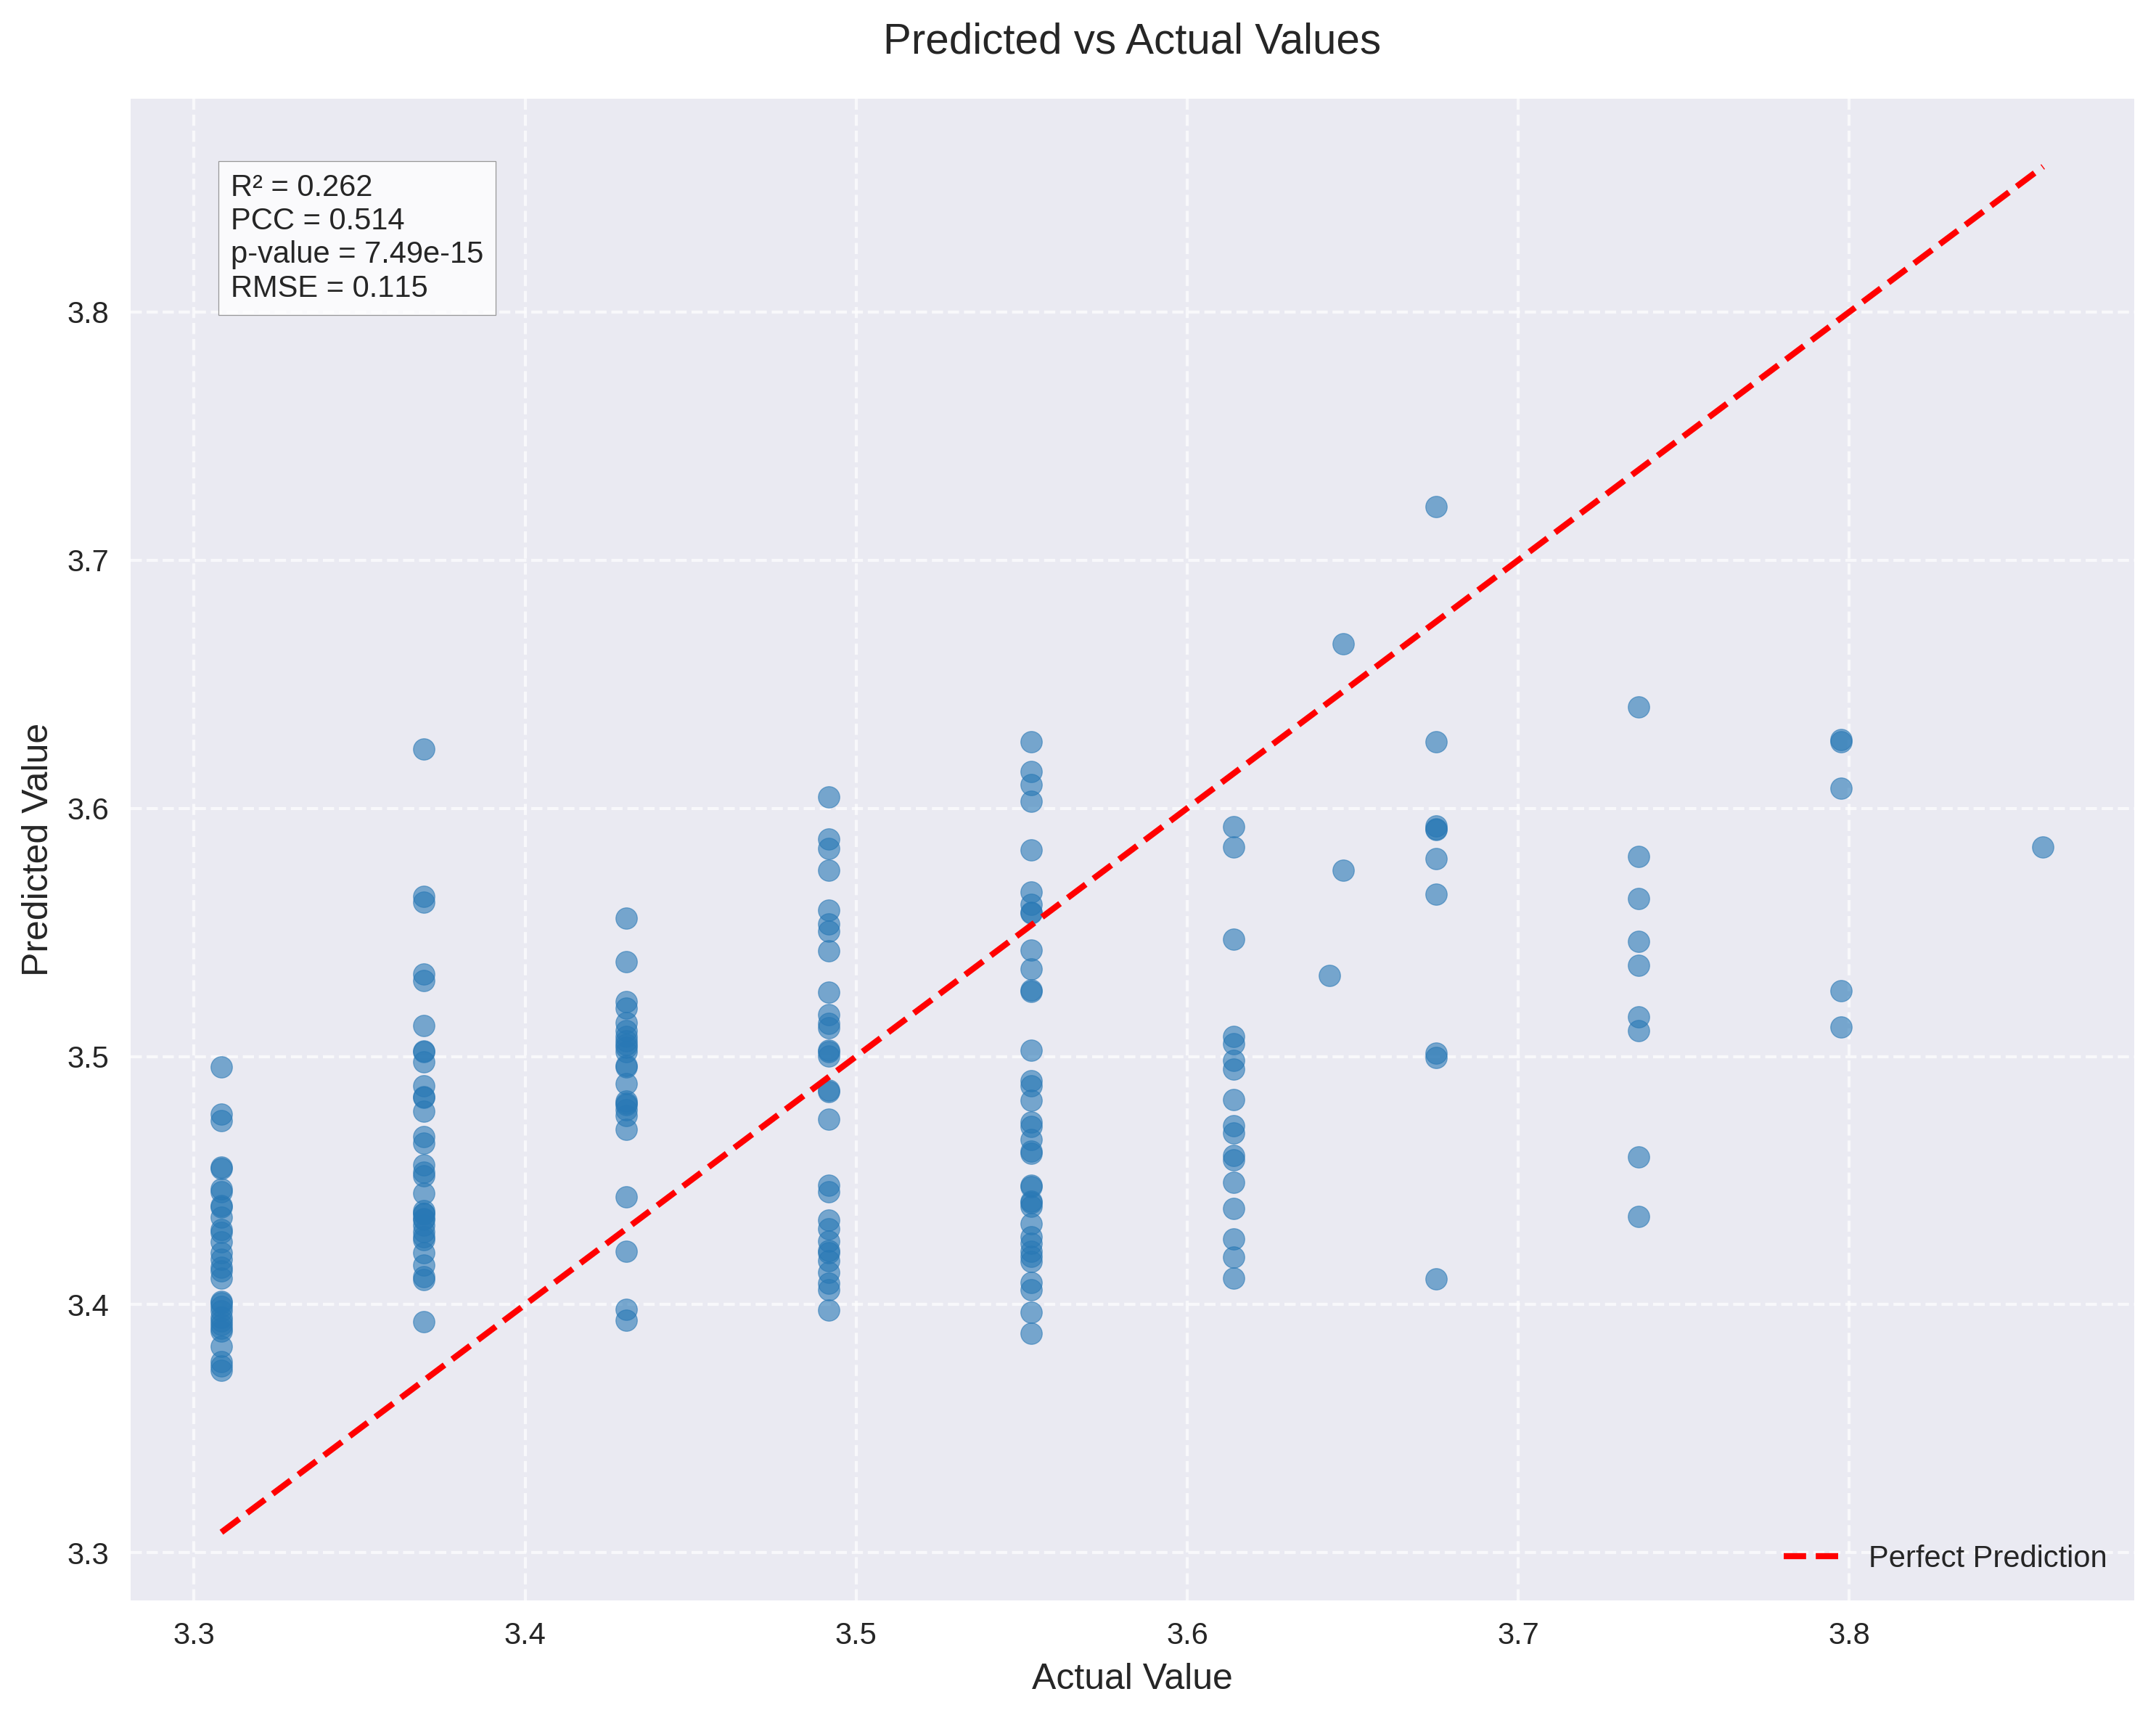 Predicted vs Actual Values
R² = 0.262
PCC = 0.514
p-value = 7.49e-15
RMSE = 0.115
Predicted Value
3.8
3.7
3.6
3.5
3.4
3.3
Perfect Prediction
3.3 3.4 3.5 3.6 3.7 3.8
Actual Value